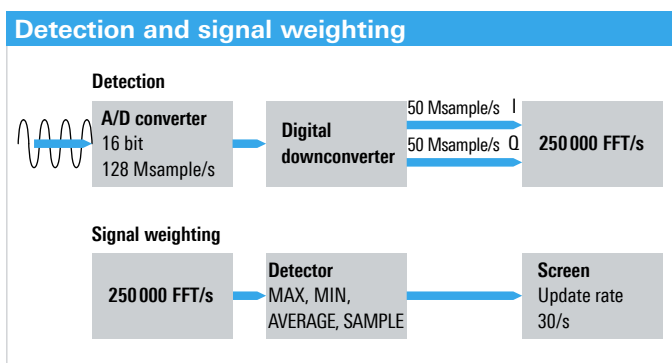 Detection and signal weighting
Detection
A/D converter
16 bit
128 Msample/s
Digital
downconverter
50 Msample/s I
50 Msample/s Q
250 000 FFT/s
Signal weighting
250 000 FFT/s
Detector
MAX, MIN,
AVERAGE, SAMPLE
Screen
Update rate
30/s